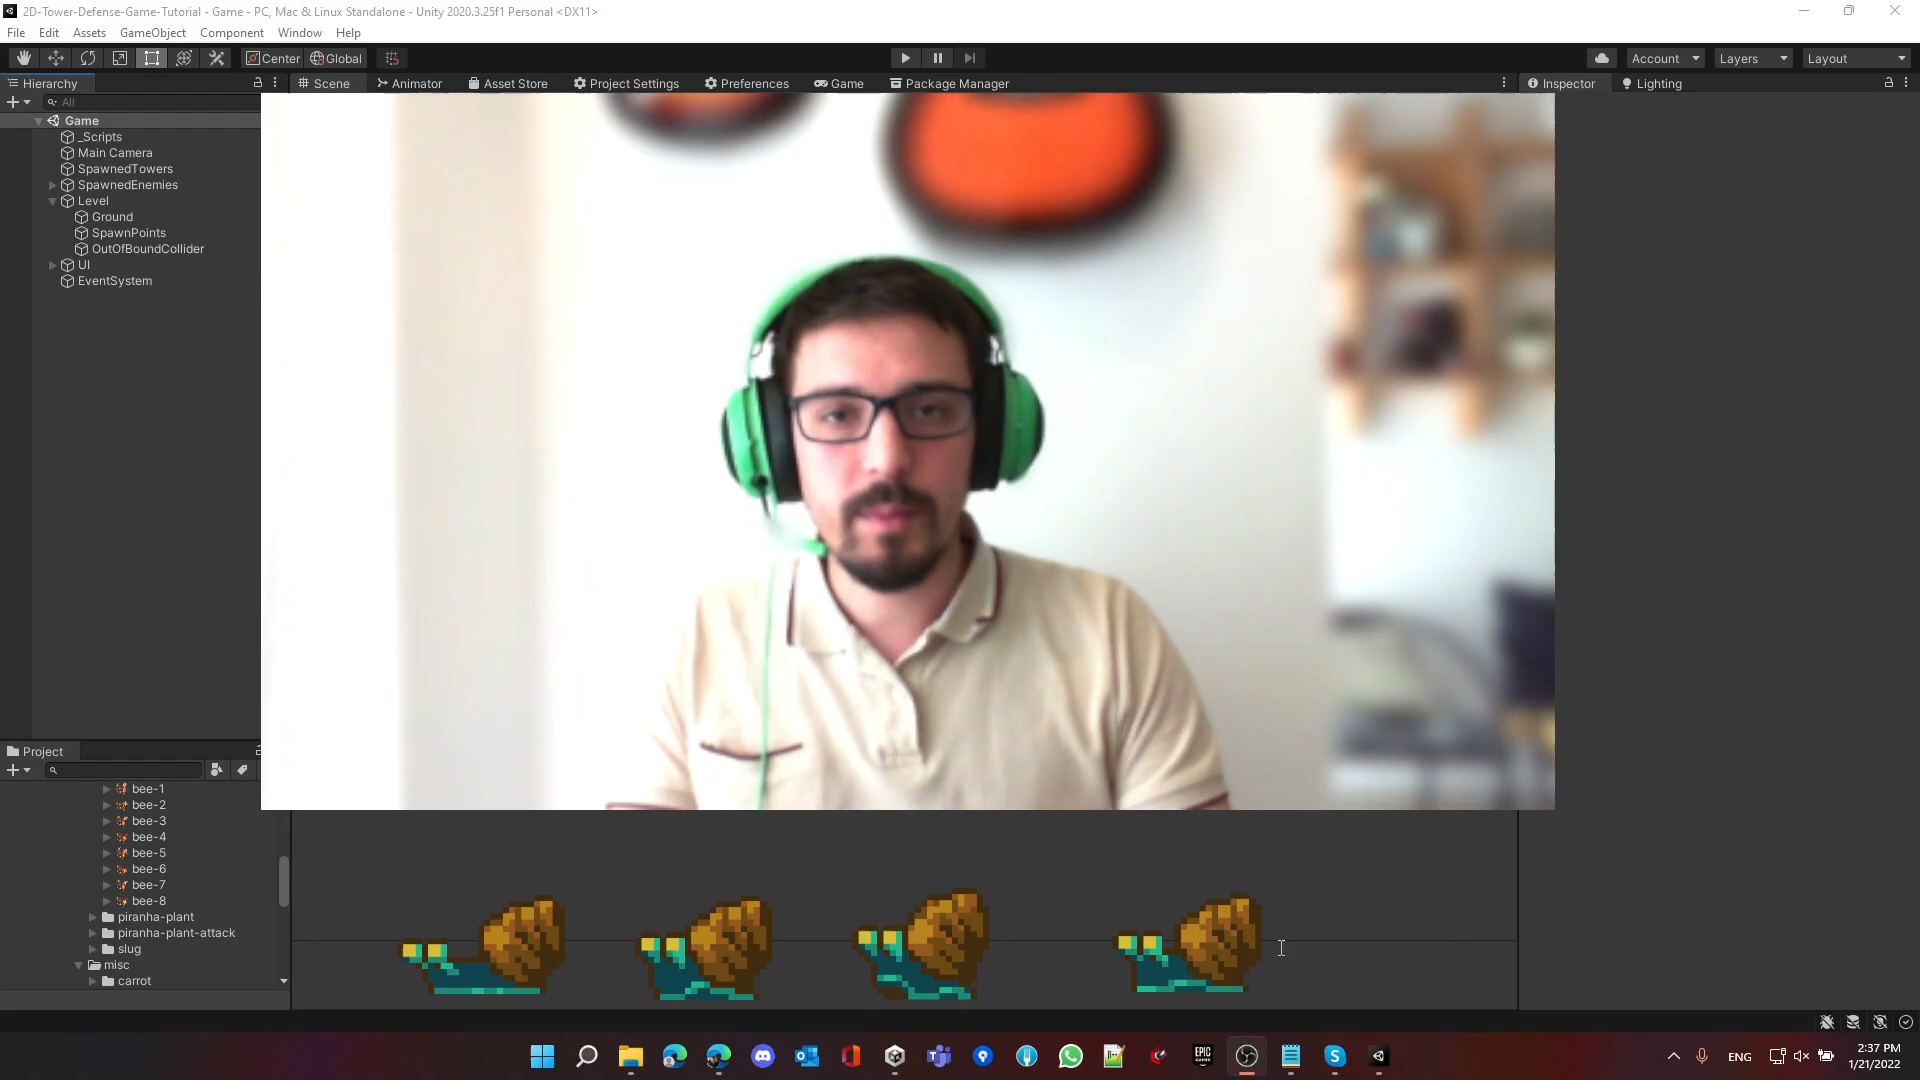 2D-Tower-Defense-Game-Tutorial - Game - PC, Mac & Linux Standalone - Unity 2020.3.25f1 Personal <DX11>
File Edit Assets GameObject Component Window Help
Center Global Account Layers Layout
Hierarchy Scene Animator Asset Store Project Settings Preferences Game Package Manager Inspector Lighting
All
Game
_Scripts
Main Camera
SpawnedTowers
SpawnedEnemies
Level
Ground
SpawnPoints
OutOfBoundCollider
UI
EventSystem
Project
bee-1
bee-2
bee-3
bee-4
bee-5
bee-6
bee-7
bee-8
piranha-plant
piranha-plant-attack
slug
misc
carrot
EPIC
GAMES
ENG
2:37 PM
1/21/2022